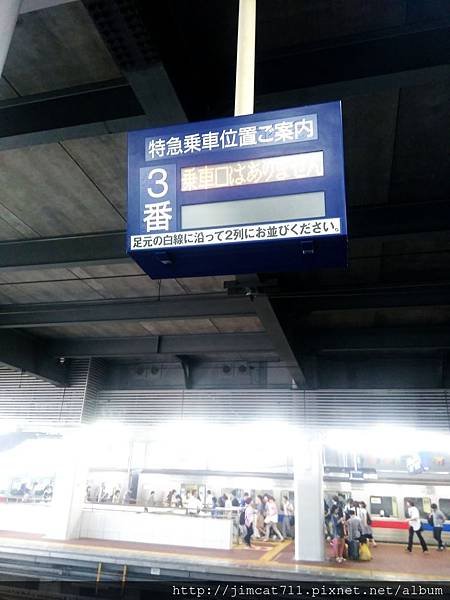 特急乗車位置ご案内
3番
乗車口はありません
足元の白線に沿って2列にお並びください。
http://jimcat711.pixnet.net/album